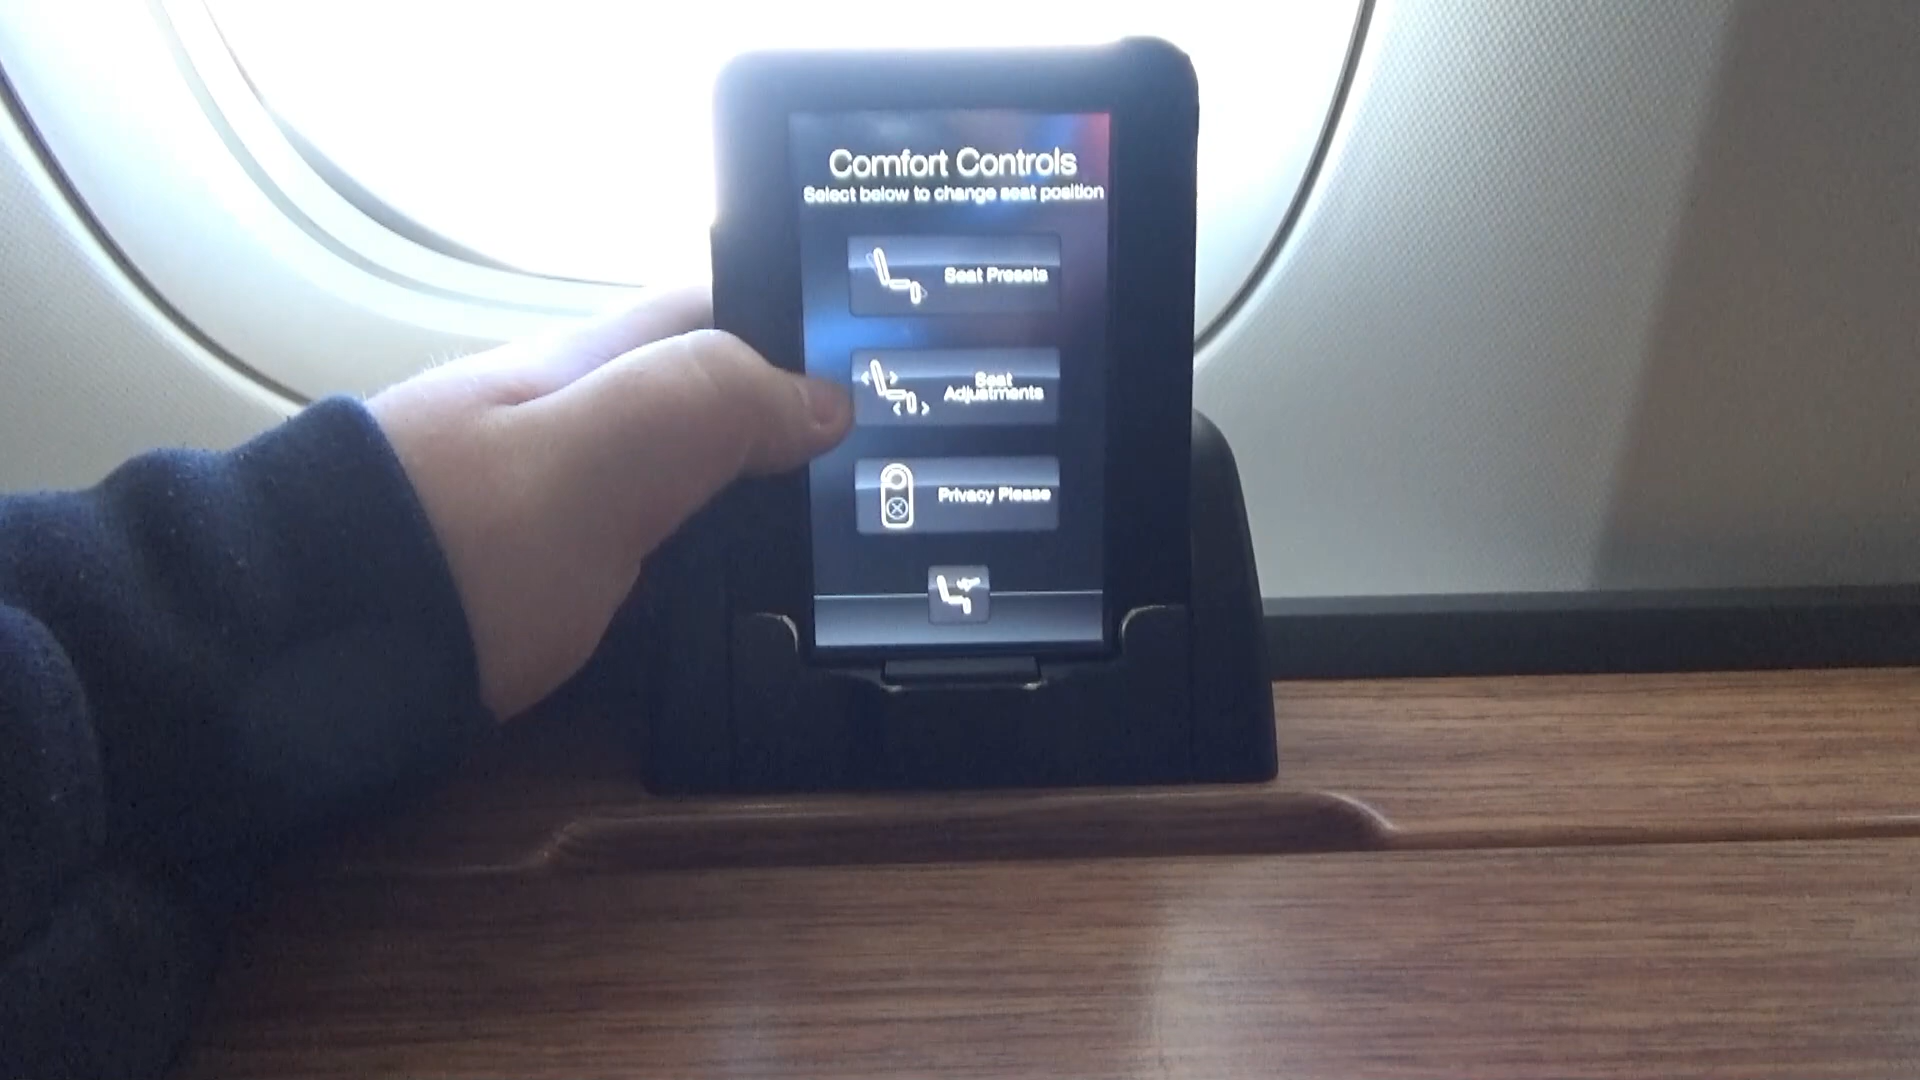 Comfort Controls
Select below to change seat position
Seat Presets
Seat
Adjustments
Privacy Please